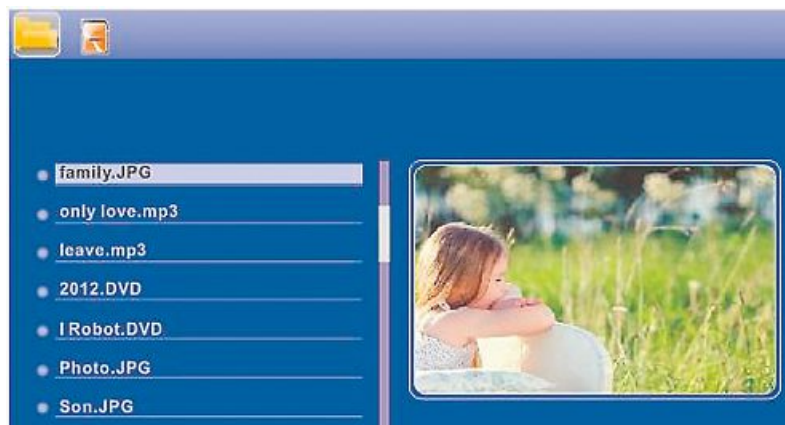 family.JPG
only love.mp3
leave.mp3
2012.DVD
I Robot.DVD
Photo.JPG
Son.JPG